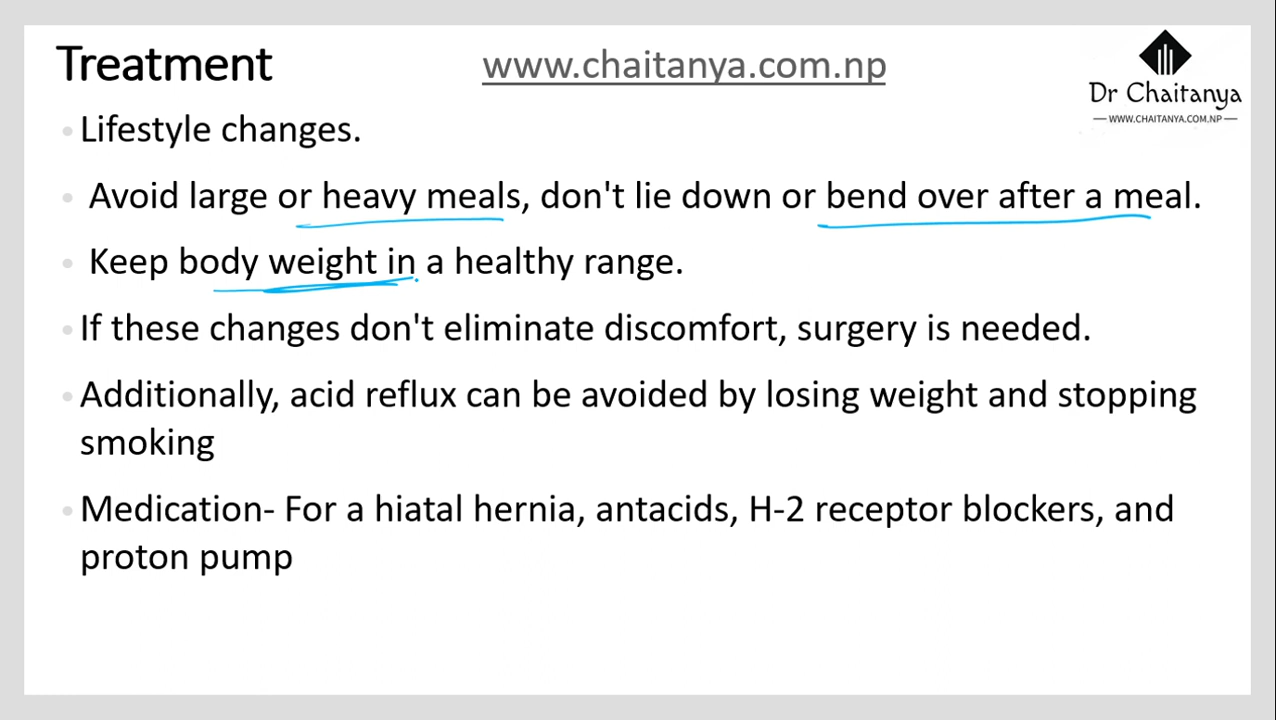 Treatment
www.chaitanya.com.np
Dr Chaitanya
WWW.CHAITANYA.COM.NP
Lifestyle changes.
Avoid large or heavy meals, don't lie down or bend over after a meal.
Keep body weight in a healthy range.
If these changes don't eliminate discomfort, surgery is needed.
Additionally, acid reflux can be avoided by losing weight and stopping
smoking
Medication- For a hiatal hernia, antacids, H-2 receptor blockers, and
proton pump